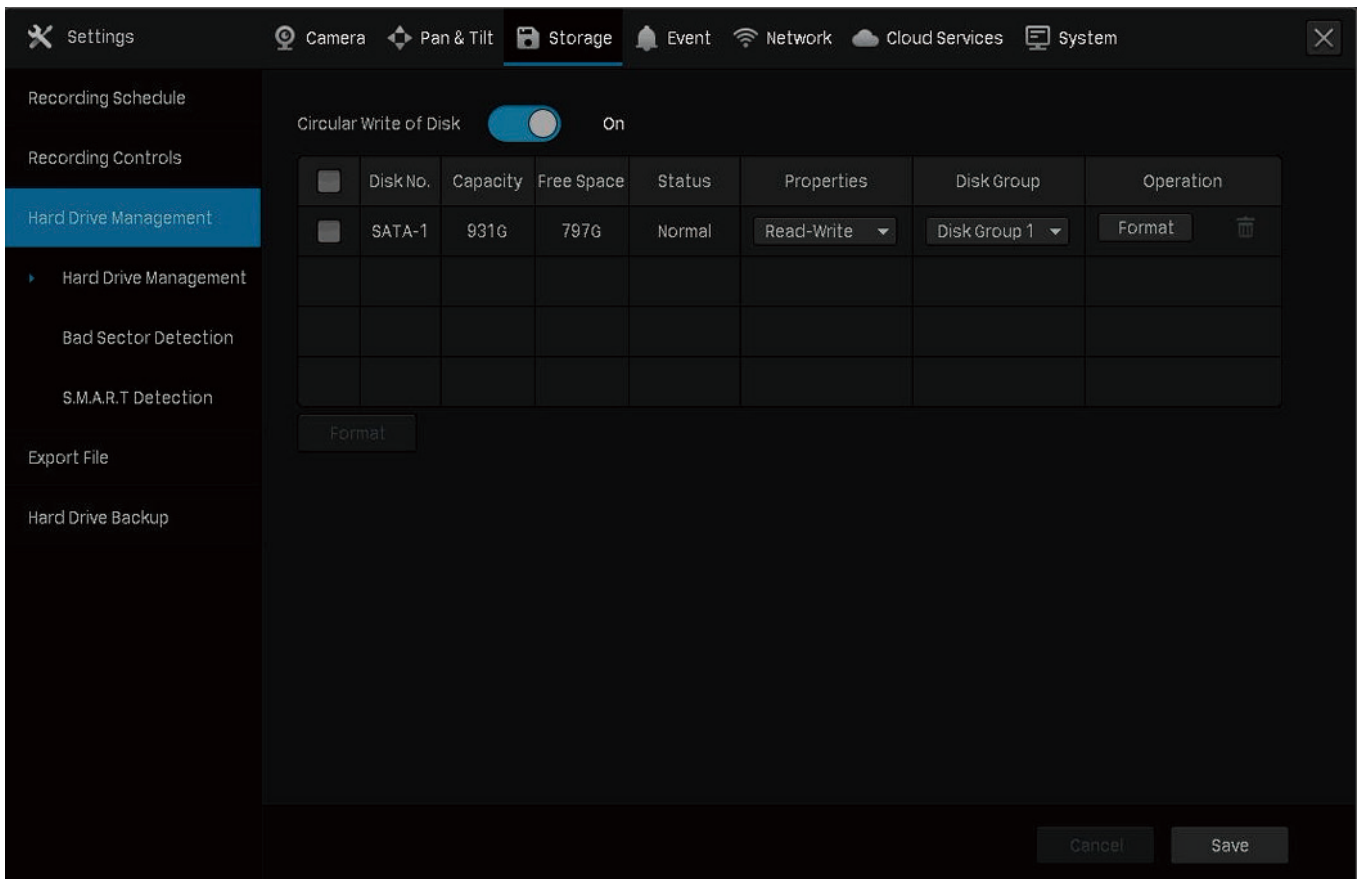 Settings Camera Pan & Tilt Storage Event Network Cloud Services System
Recording Schedule
Circular Write of Disk On
Recording Controls
Disk No. Capacity Free Space Status Properties Disk Group Operation
Hard Drive Management
SATA-1 931G 797G Normal Read-Write Disk Group 1 Format
Hard Drive Management
Bad Sector Detection
S.M.A.R.T Detection
Format
Export File
Hard Drive Backup
Cancel Save